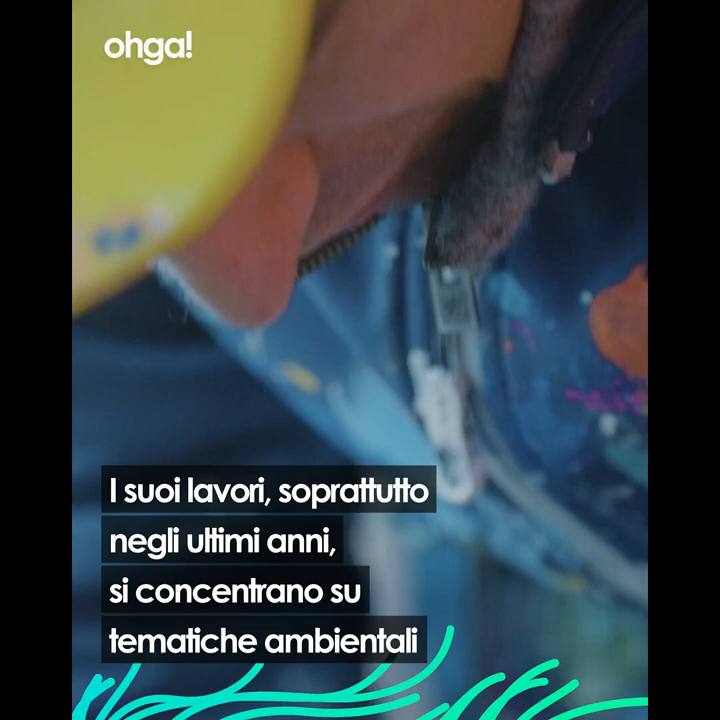 ohga!
I suoi lavori, soprattutto
negli ultimi anni,
si concentrano su
tematiche ambientali